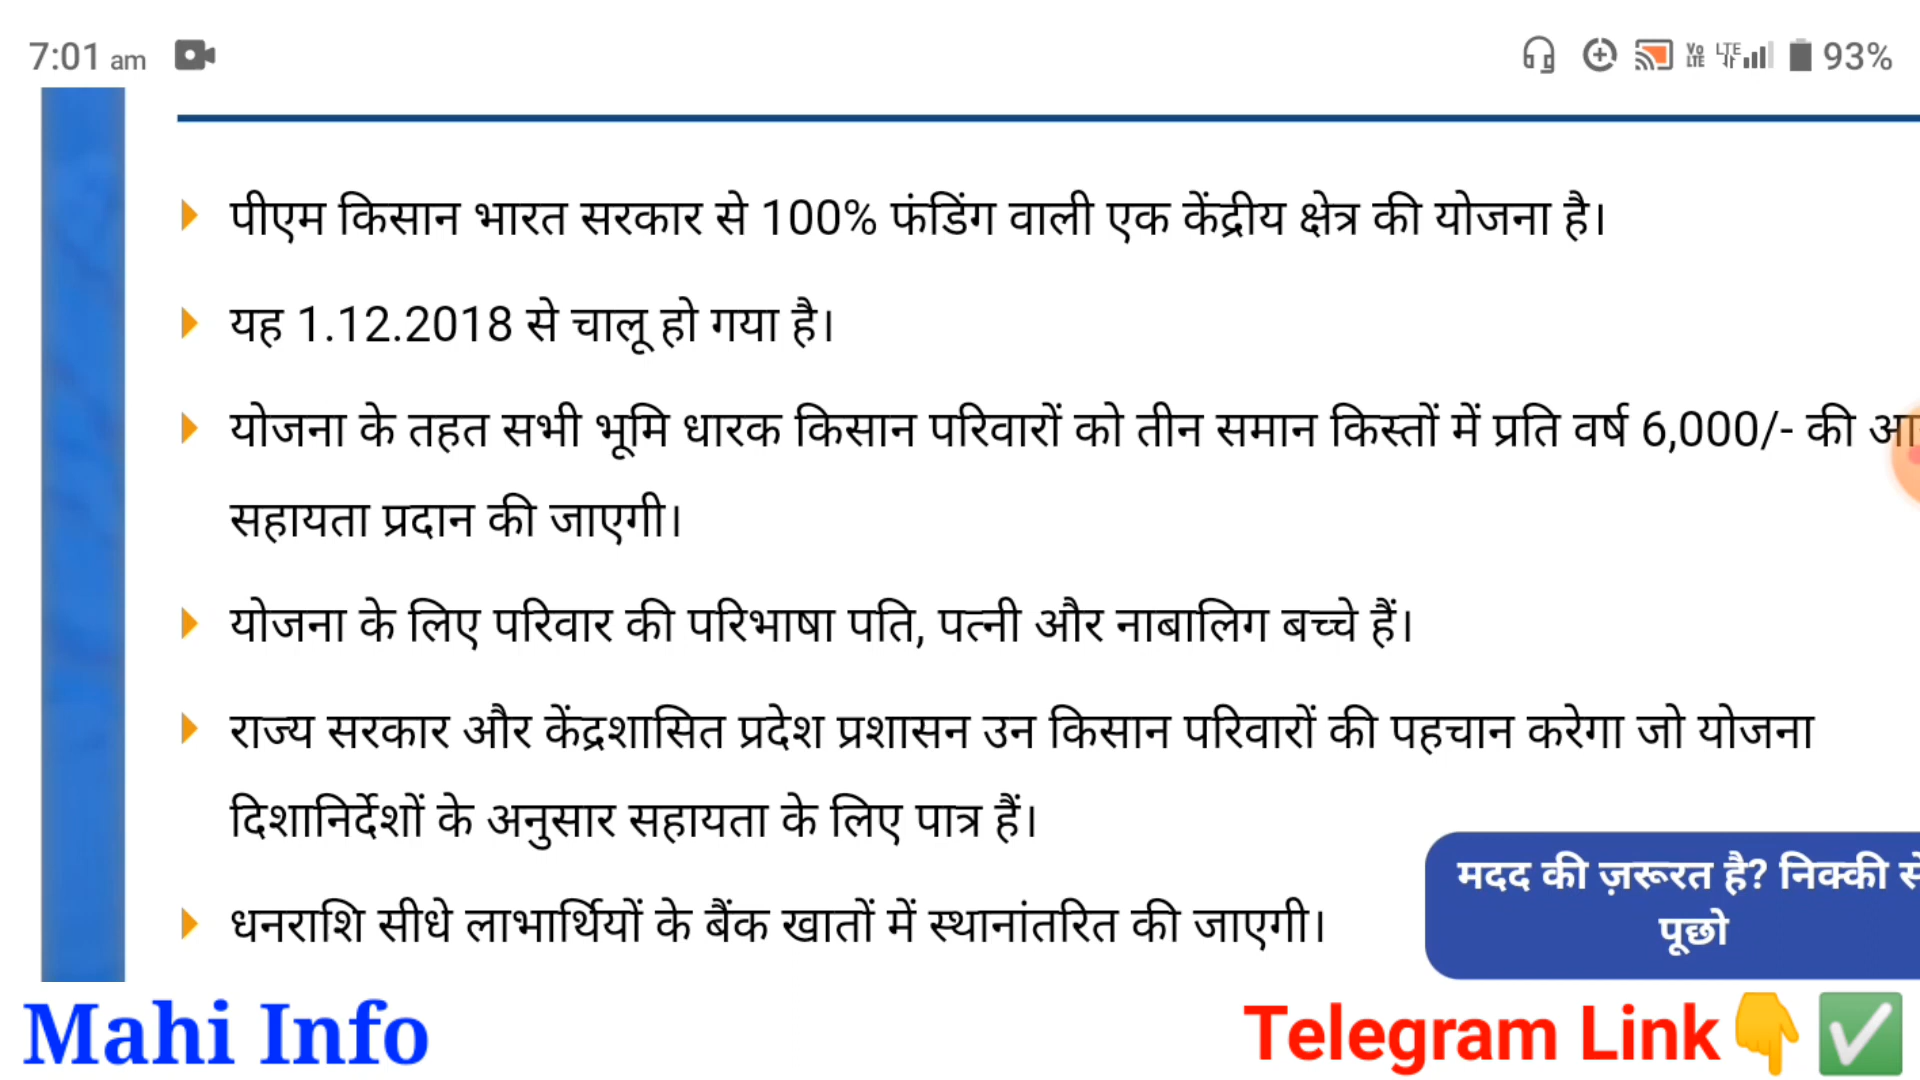 7:01 am
Vo LTE LTE 93%
पीएम किसान भारत सरकार से 100% फंडिंग वाली एक केंद्रीय क्षेत्र की योजना है।
यह 1.12.2018 से चालू हो गया है।
योजना के तहत सभी भूमि धारक किसान परिवारों को तीन समान किस्तों में प्रति वर्ष 6,000/- की
सहायता प्रदान की जाएगी।
योजना के लिए परिवार की परिभाषा पति, पत्नी और नाबालिग बच्चे हैं।
राज्य सरकार और केंद्रशासित प्रदेश प्रशासन उन किसान परिवारों की पहचान करेगा जो योजना
दिशानिर्देशों के अनुसार सहायता के लिए पात्र हैं।
धनराशि सीधे लाभार्थियों के बैंक खातों में स्थानांतरित की जाएगी।
मदद की ज़रूरत है? निक्की से
पूछो
Mahi Info
Telegram Link👇✅